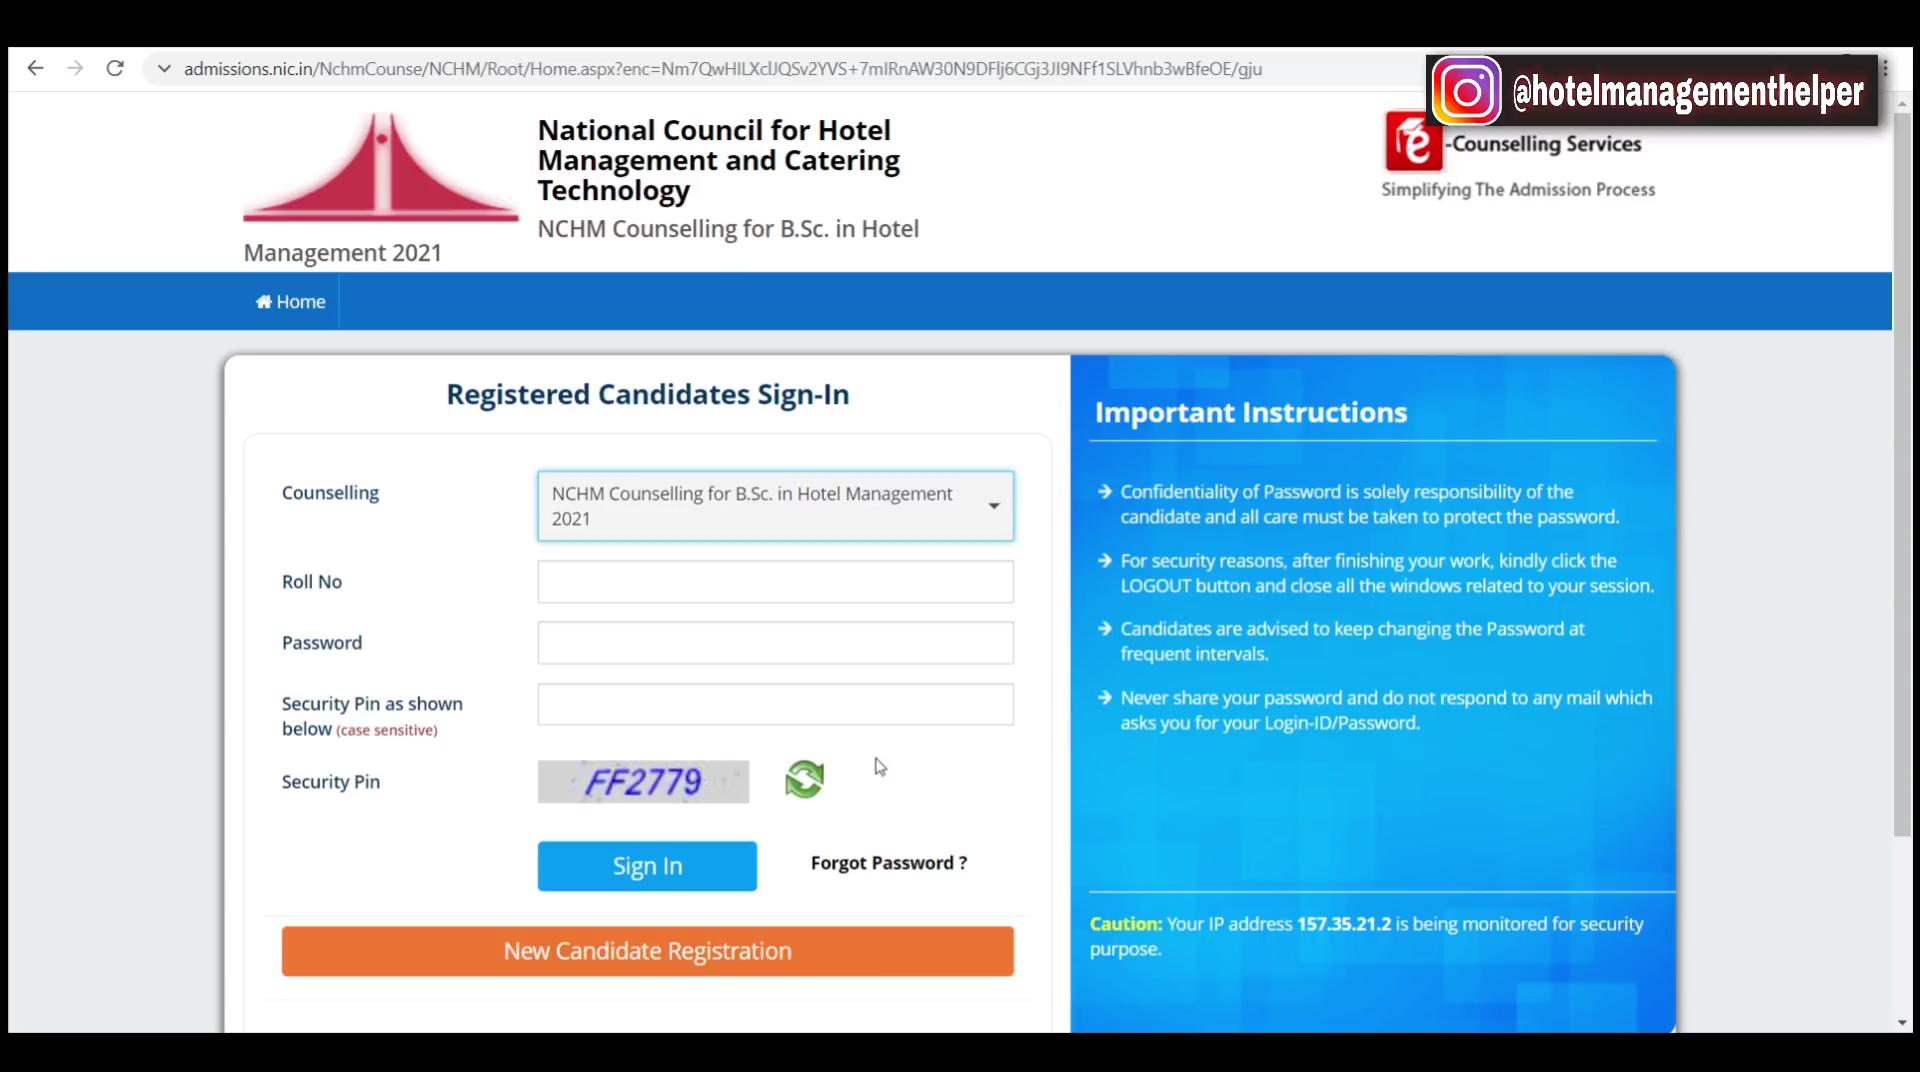 admissions.nic.in/NchmCounse/NCHM/Root/Home.aspx?enc=Nm7QwHILXclJQSv2YVS+7mIRnAW30N9DFlj6CGj3JI9NFf1SLVhnb3wBfeOE/gju
@hotelmanagementhelper
National Council for Hotel
Management and Catering
Technology
NCHM Counselling for B.Sc. in Hotel
Management 2021
e-Counselling Services
Simplifying The Admission Process
Home
Registered Candidates Sign-In
Counselling
NCHM Counselling for B.Sc. in Hotel Management
2021
Roll No
Password
Security Pin as shown
below (case sensitive)
Security Pin
FF2779
Sign In
Forgot Password ?
New Candidate Registration
Important Instructions
Confidentiality of Password is solely responsibility of the
candidate and all care must be taken to protect the password.
For security reasons, after finishing your work, kindly click the
LOGOUT button and close all the windows related to your session.
Candidates are advised to keep changing the Password at
frequent intervals.
Never share your password and do not respond to any mail which
asks you for your Login-ID/Password.
Caution: Your IP address 157.35.21.2 is being monitored for security
purpose.